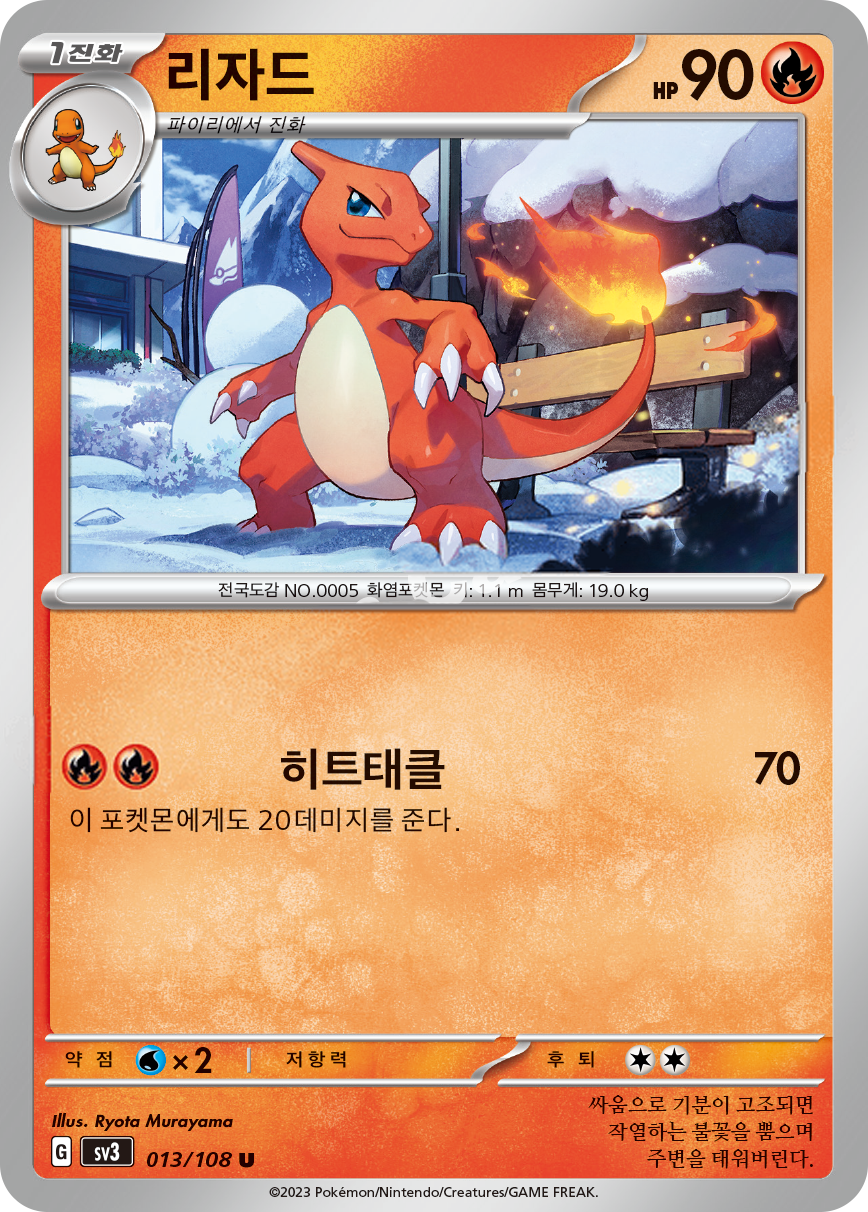 1진화
리자드
HP 90
파이리에서 진화
전국도감 NO.0005 화염포켓몬 키: 1.1 m 몸무게: 19.0 kg
히트태클 70
이 포켓몬에게도 20데미지를 준다.
약점 ×2 저항력 후퇴
싸움으로 기분이 고조되면
작열하는 불꽃을 뿜으며
주변을 태워버린다.
Illus. Ryota Murayama
G SV3 013/108 U
©2023 Pokémon/Nintendo/Creatures/GAME FREAK.